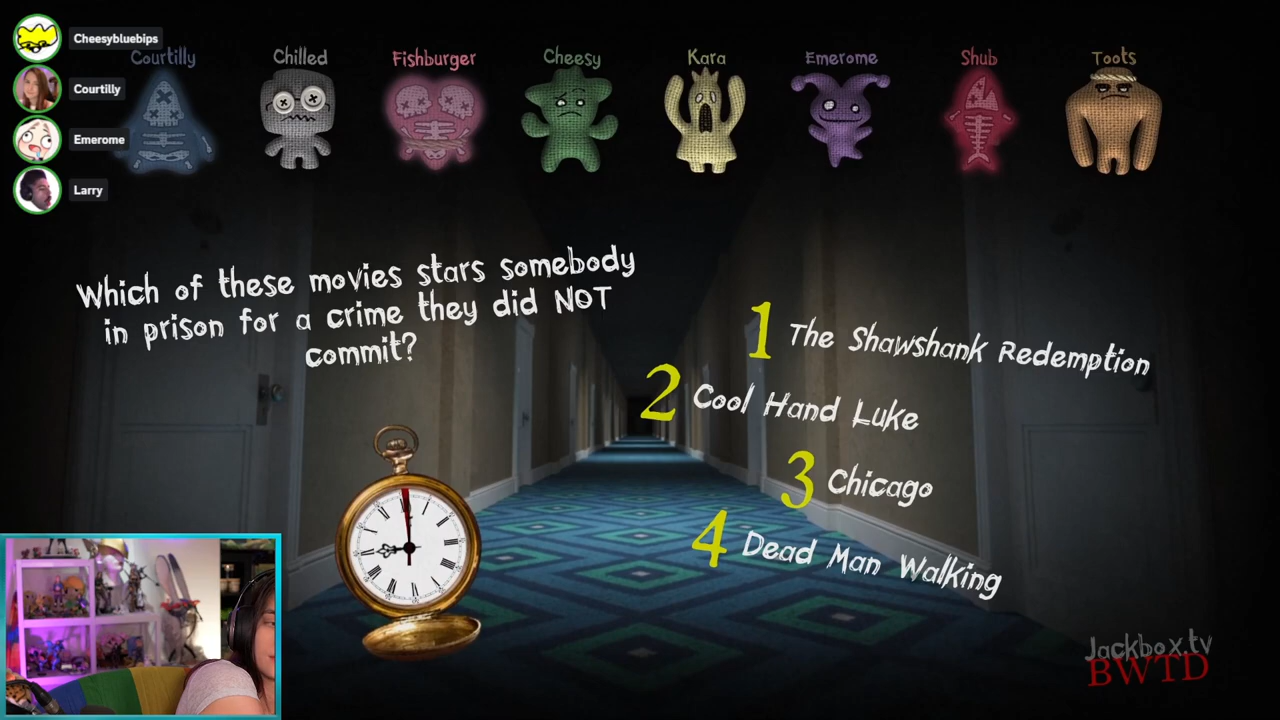 Cheesybluebips
Courtilly
Emerome
Larry
Courtilly
Chilled
Fishburger
Cheesy
Kara
Emerome
Shub
Toots
Which of these movies stars somebody
in prison for a crime they did NOT
commit?
1 The Shawshank Redemption
2 Cool Hand Luke
3 Chicago
4 Dead Man Walking
Jackbox.tv
BWTD